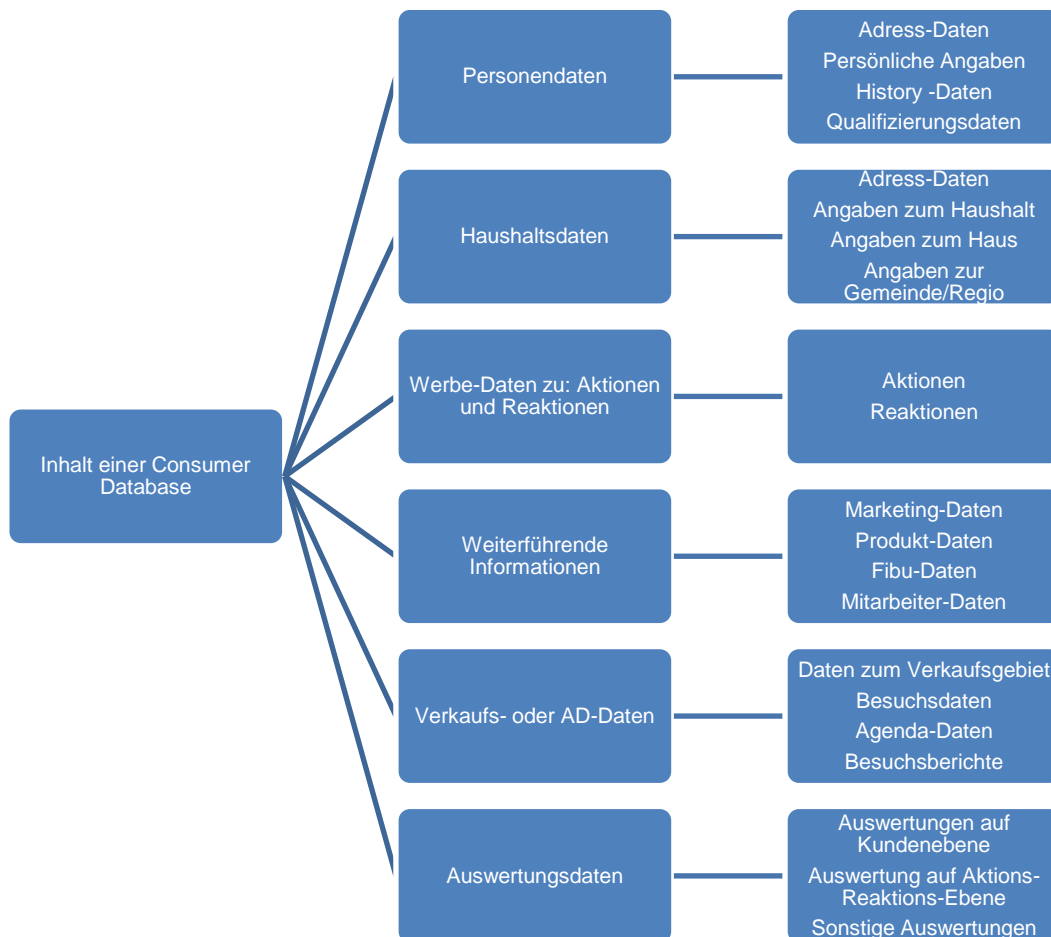 Inhalt einer Consumer
Database
Personendaten
Adress-Daten
Persönliche Angaben
History -Daten
Qualifizierungsdaten
Haushaltsdaten
Adress-Daten
Angaben zum Haushalt
Angaben zum Haus
Angaben zur
Gemeinde/Regio
Werbe-Daten zu: Aktionen
und Reaktionen
Aktionen
Reaktionen
Weiterführende
Informationen
Marketing-Daten
Produkt-Daten
Fibu-Daten
Mitarbeiter-Daten
Verkaufs- oder AD-Daten
Daten zum Verkaufsgebiet
Besuchsdaten
Agenda-Daten
Besuchsberichte
Auswertungsdaten
Auswertungen auf
Kundenebene
Auswertung auf Aktions-
Reaktions-Ebene
Sonstige Auswertungen